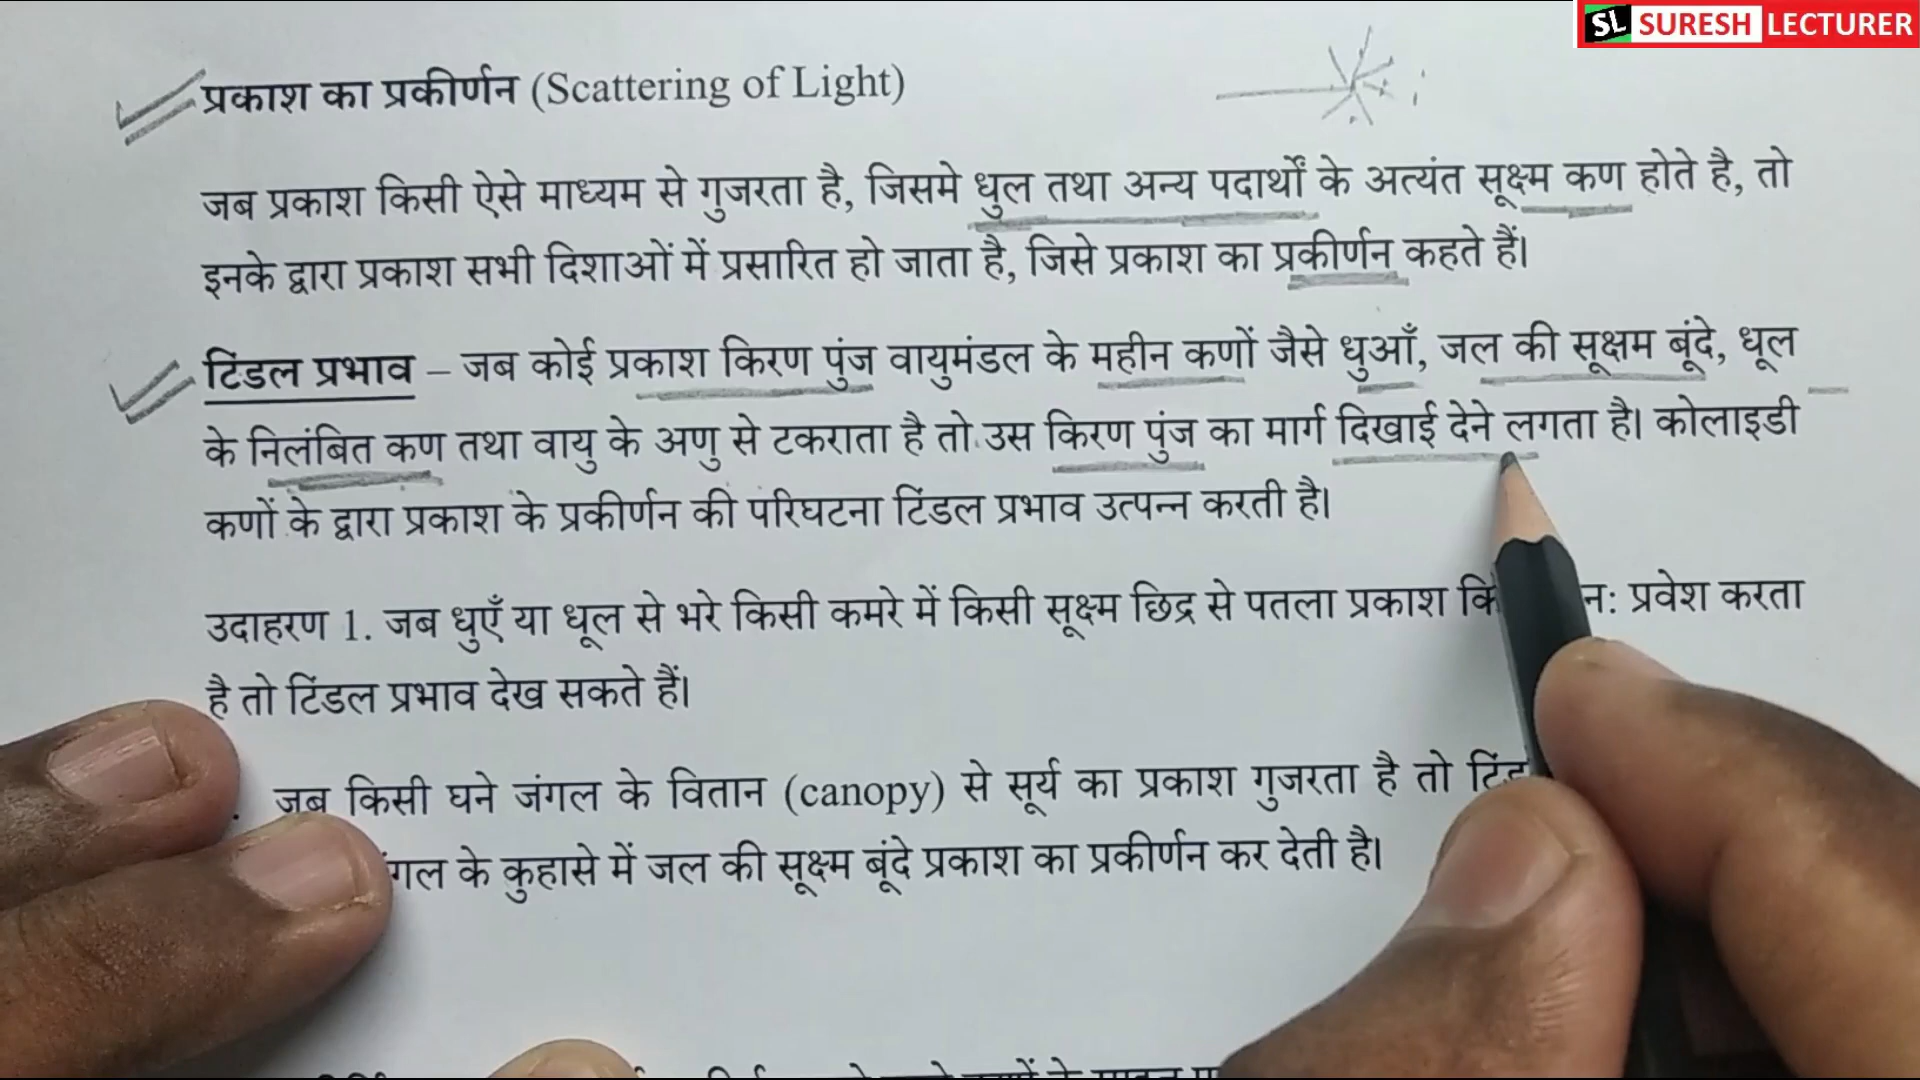 SL SURESH LECTURER
प्रकाश का प्रकीर्णन (Scattering of Light)
जब प्रकाश किसी ऐसे माध्यम से गुजरता है, जिसमे धुल तथा अन्य पदार्थों के अत्यंत सूक्ष्म कण होते है, तो
इनके द्वारा प्रकाश सभी दिशाओं में प्रसारित हो जाता है, जिसे प्रकाश का प्रकीर्णन कहते हैं।
टिंडल प्रभाव – जब कोई प्रकाश किरण पुंज वायुमंडल के महीन कणों जैसे धुआँ, जल की सूक्षम बूंदे, धूल
के निलंबित कण तथा वायु के अणु से टकराता है तो उस किरण पुंज का मार्ग दिखाई देने लगता है। कोलाइडी
कणों के द्वारा प्रकाश के प्रकीर्णन की परिघटना टिंडल प्रभाव उत्पन्न करती है।
उदाहरण 1. जब धुएँ या धूल से भरे किसी कमरे में किसी सूक्ष्म छिद्र से पतला प्रकाश प्रवेश करता
है तो टिंडल प्रभाव देख सकते हैं।
जब किसी घने जंगल के वितान (canopy) से सूर्य का प्रकाश गुजरता है तो
के कुहासे में जल की सूक्ष्म बूंदे प्रकाश का प्रकीर्णन कर देती है।